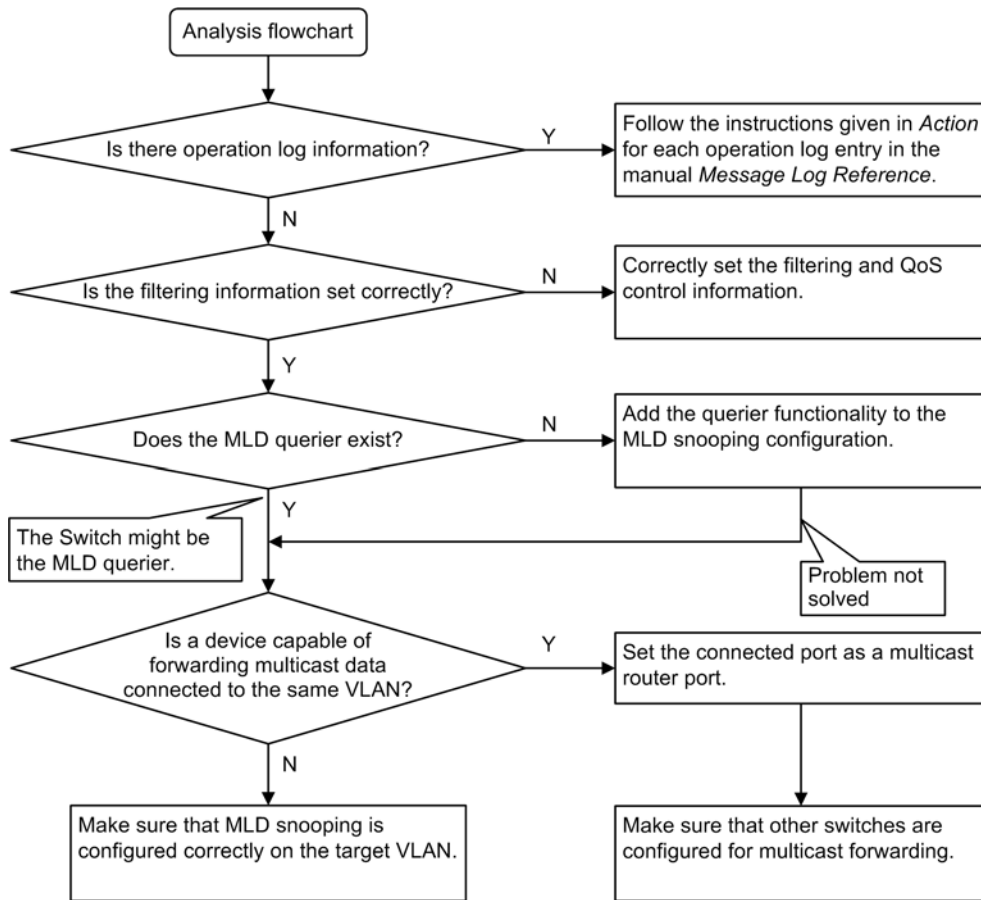 Analysis flowchart
Is there operation log information?
Y
Follow the instructions given in Action
for each operation log entry in the
manual Message Log Reference.
N
Is the filtering information set correctly?
N
Correctly set the filtering and QoS
control information.
Y
Does the MLD querier exist?
N
Add the querier functionality to the
MLD snooping configuration.
Y
The Switch might be
the MLD querier.
Problem not
solved
Is a device capable of
forwarding multicast data
connected to the same VLAN?
Y
Set the connected port as a multicast
router port.
N
Make sure that MLD snooping is
configured correctly on the target VLAN.
Make sure that other switches are
configured for multicast forwarding.